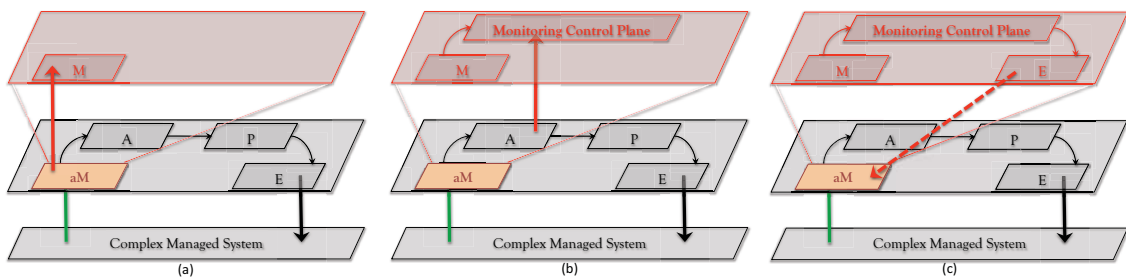 M
A
P
aM
E
Complex Managed System
(a)
Monitoring Control Plane
M
A
P
aM
E
Complex Managed System
(b)
Monitoring Control Plane
M
E
A
P
aM
E
Complex Managed System
(c)